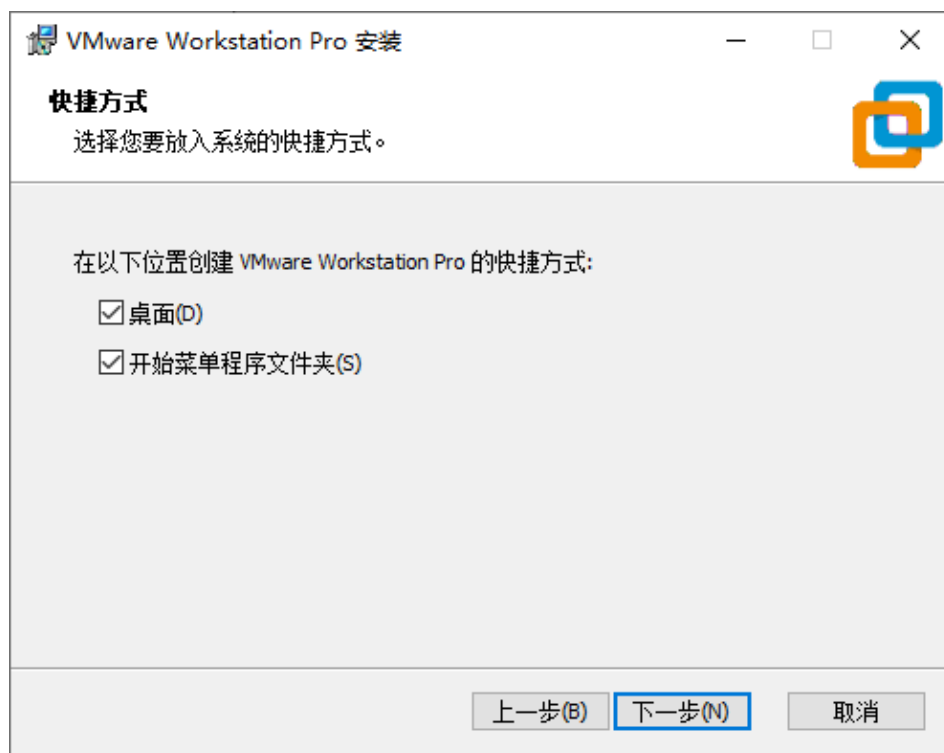 VMware Workstation Pro 安装
快捷方式
选择您要放入系统的快捷方式。
在以下位置创建 VMware Workstation Pro 的快捷方式:
桌面(D)
开始菜单程序文件夹(S)
上一步(B) 下一步(N) 取消